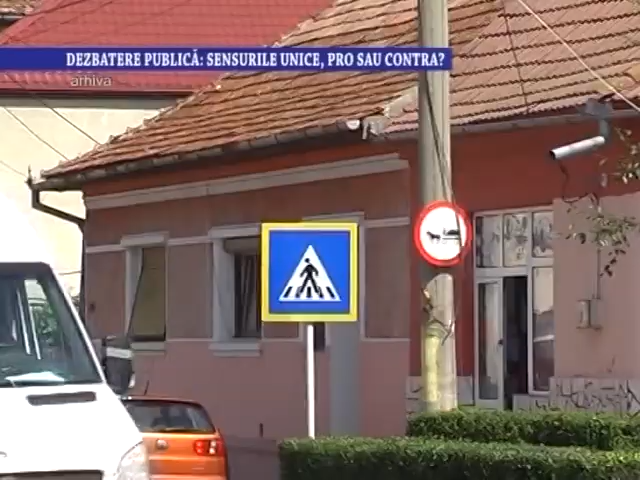 DEZBATERE PUBLICĂ: SENSURILE UNICE, PRO SAU CONTRA?
arhiva